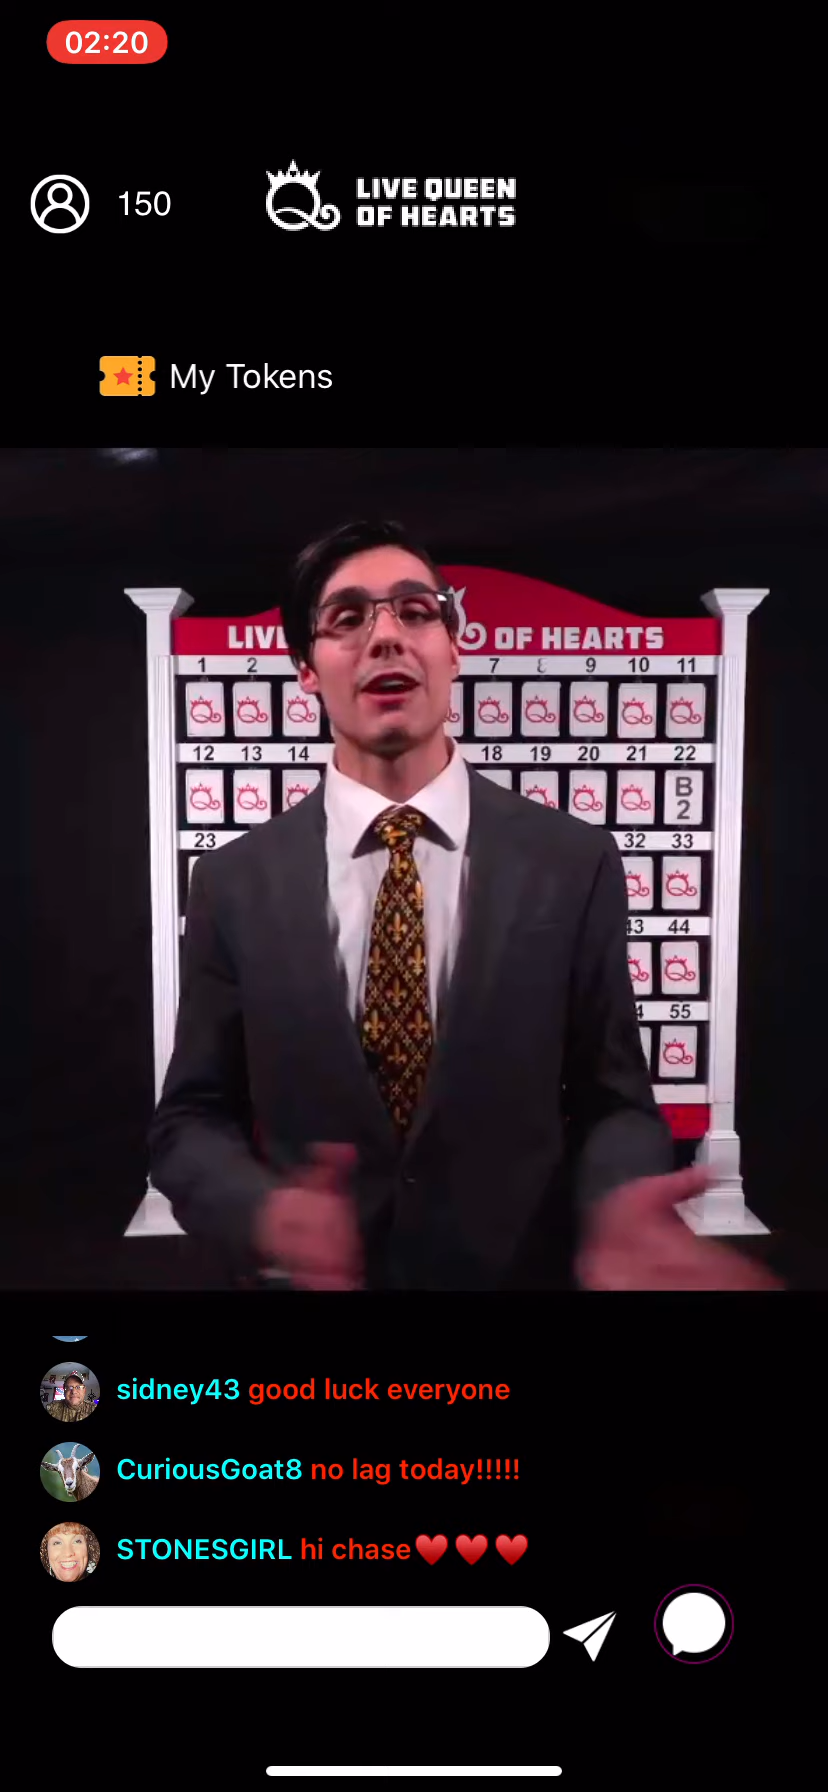 02:20
150
LIVE QUEEN
OF HEARTS
My Tokens
OF HEARTS
1 2 7 8 9 10 11
12 13 14 18 19 20 21 22
B
2
23 32 33
44
55
sidney43 good luck everyone
CuriousGoat8 no lag today!!!!!
STONESGIRL hi chase♥️♥️♥️